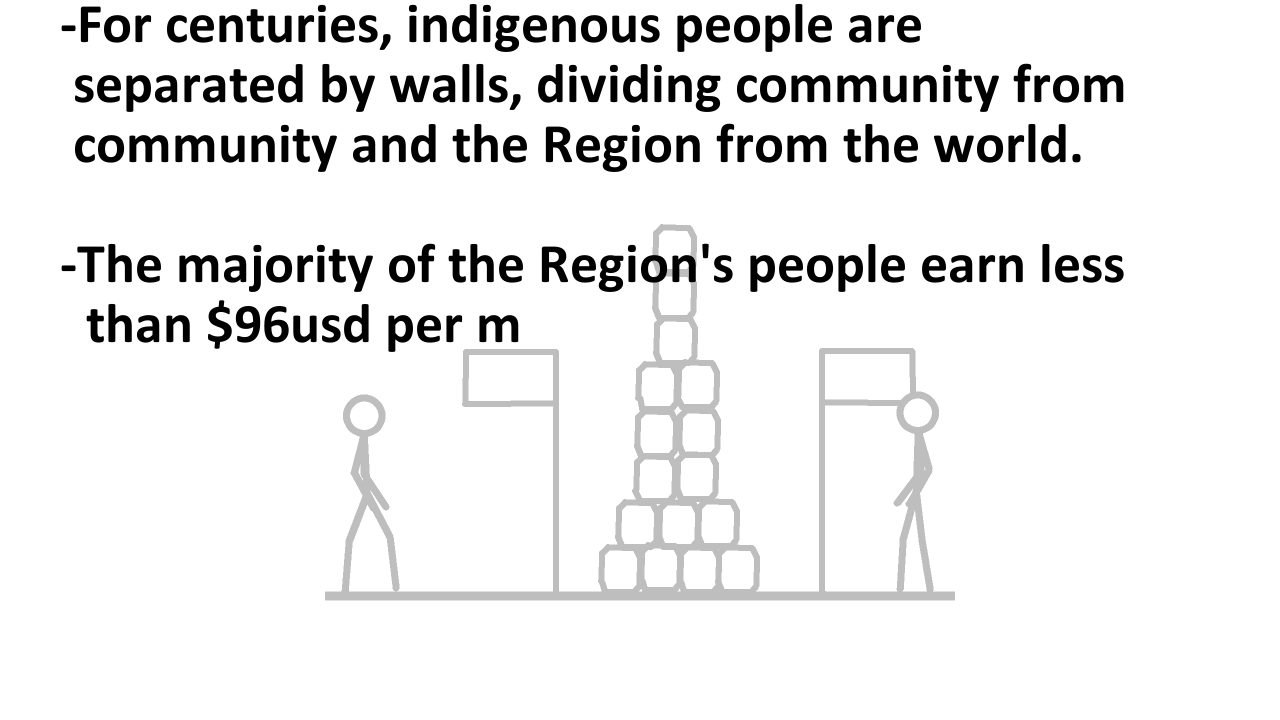 -For centuries, indigenous people are
separated by walls, dividing community from
community and the Region from the world.
-The majority of the Region's people earn less
than $96usd per m